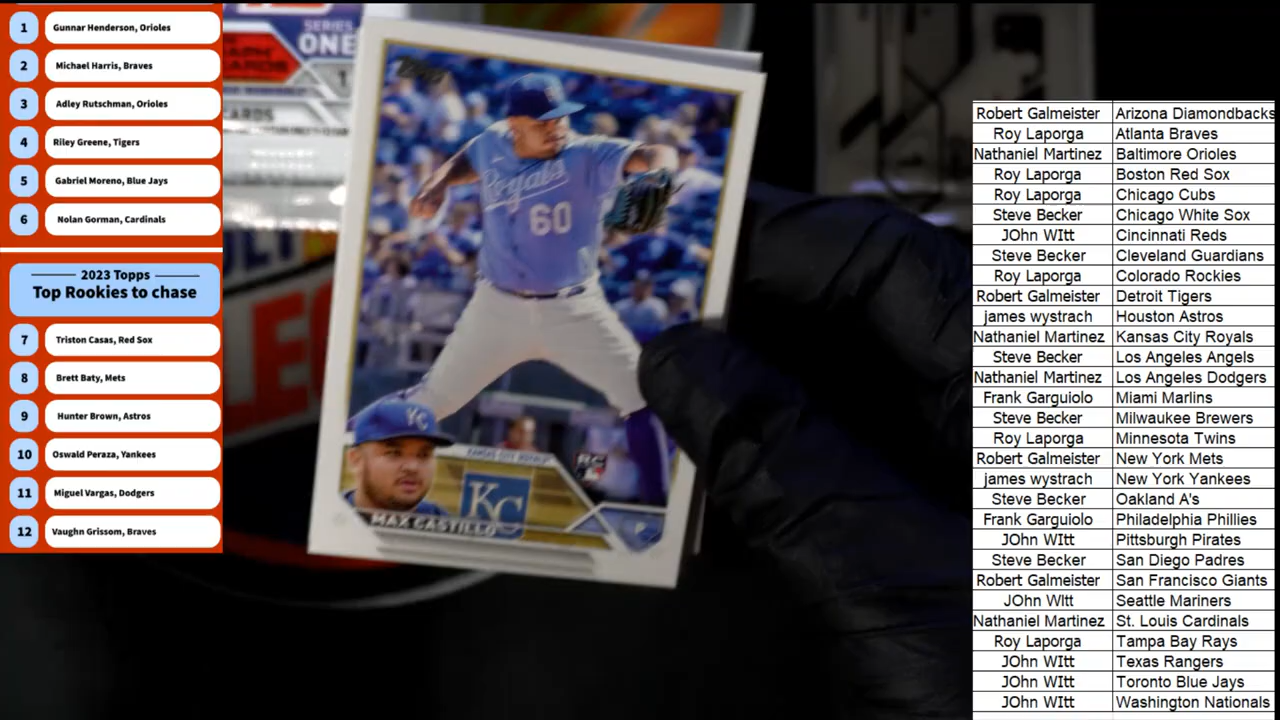 1 Gunnar Henderson, Orioles
2 Michael Harris, Braves
3 Adley Rutschman, Orioles
4 Riley Greene, Tigers
5 Gabriel Moreno, Blue Jays
6 Nolan Gorman, Cardinals
2023 Topps
Top Rookies to chase
7 Triston Casas, Red Sox
8 Brett Baty, Mets
9 Hunter Brown, Astros
10 Oswald Peraza, Yankees
11 Miguel Vargas, Dodgers
12 Vaughn Grissom, Braves
SERIES
ONE
CARDS
Royals
60
KC
KANSAS CITY ROYALS
RC
KC
MAX CASTILLO
Robert Galmeister Arizona Diamondbacks
Roy Laporga Atlanta Braves
Nathaniel Martinez Baltimore Orioles
Roy Laporga Boston Red Sox
Roy Laporga Chicago Cubs
Steve Becker Chicago White Sox
JOhn WItt Cincinnati Reds
Steve Becker Cleveland Guardians
Roy Laporga Colorado Rockies
Robert Galmeister Detroit Tigers
james wystrach Houston Astros
Nathaniel Martinez Kansas City Royals
Steve Becker Los Angeles Angels
Nathaniel Martinez Los Angeles Dodgers
Frank Garguiolo Miami Marlins
Steve Becker Milwaukee Brewers
Roy Laporga Minnesota Twins
Robert Galmeister New York Mets
james wystrach New York Yankees
Steve Becker Oakland A's
Frank Garguiolo Philadelphia Phillies
JOhn WItt Pittsburgh Pirates
Steve Becker San Diego Padres
Robert Galmeister San Francisco Giants
JOhn WItt Seattle Mariners
Nathaniel Martinez St. Louis Cardinals
Roy Laporga Tampa Bay Rays
JOhn WItt Texas Rangers
JOhn WItt Toronto Blue Jays
JOhn WItt Washington Nationals